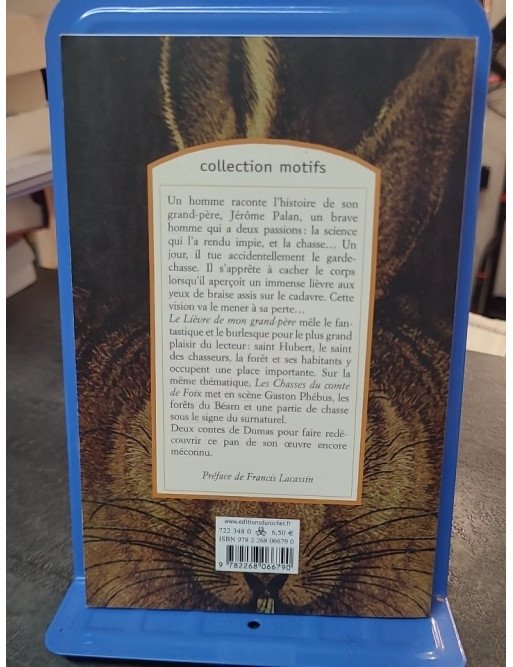 collection motifs
Un homme raconte l'histoire de son
grand-père, Jérôme Palan, un brave
homme qui a deux passions : la science
qui l'a rendu impie, et la chasse... Un
jour, il tue accidentellement le garde-
chasse. Il s'apprête à cacher le corps
lorsqu'il aperçoit un immense lièvre aux
yeux de braise assis sur le cadavre. Cette
vision va le mener à sa perte...
Le Lièvre de mon grand-père mêle le fan-
tastique et le burlesque pour le plus grand
plaisir du lecteur : saint Hubert, le saint
des chasseurs, la forêt et ses habitants y
occupent une place importante. Sur la
même thématique, Les Chasses du comte
de Foix met en scène Gaston Phébus, les
forêts du Béarn et une partie de chasse
sous le signe du surnaturel.
Deux contes de Dumas pour faire redé-
couvrir ce pan de son œuvre encore
méconnu.
Préface de Francis Lacassin
www.editionsdurocher.fr
722 348 0 6,50 €
ISBN 978 2 268 06679 0
9 782268 066790